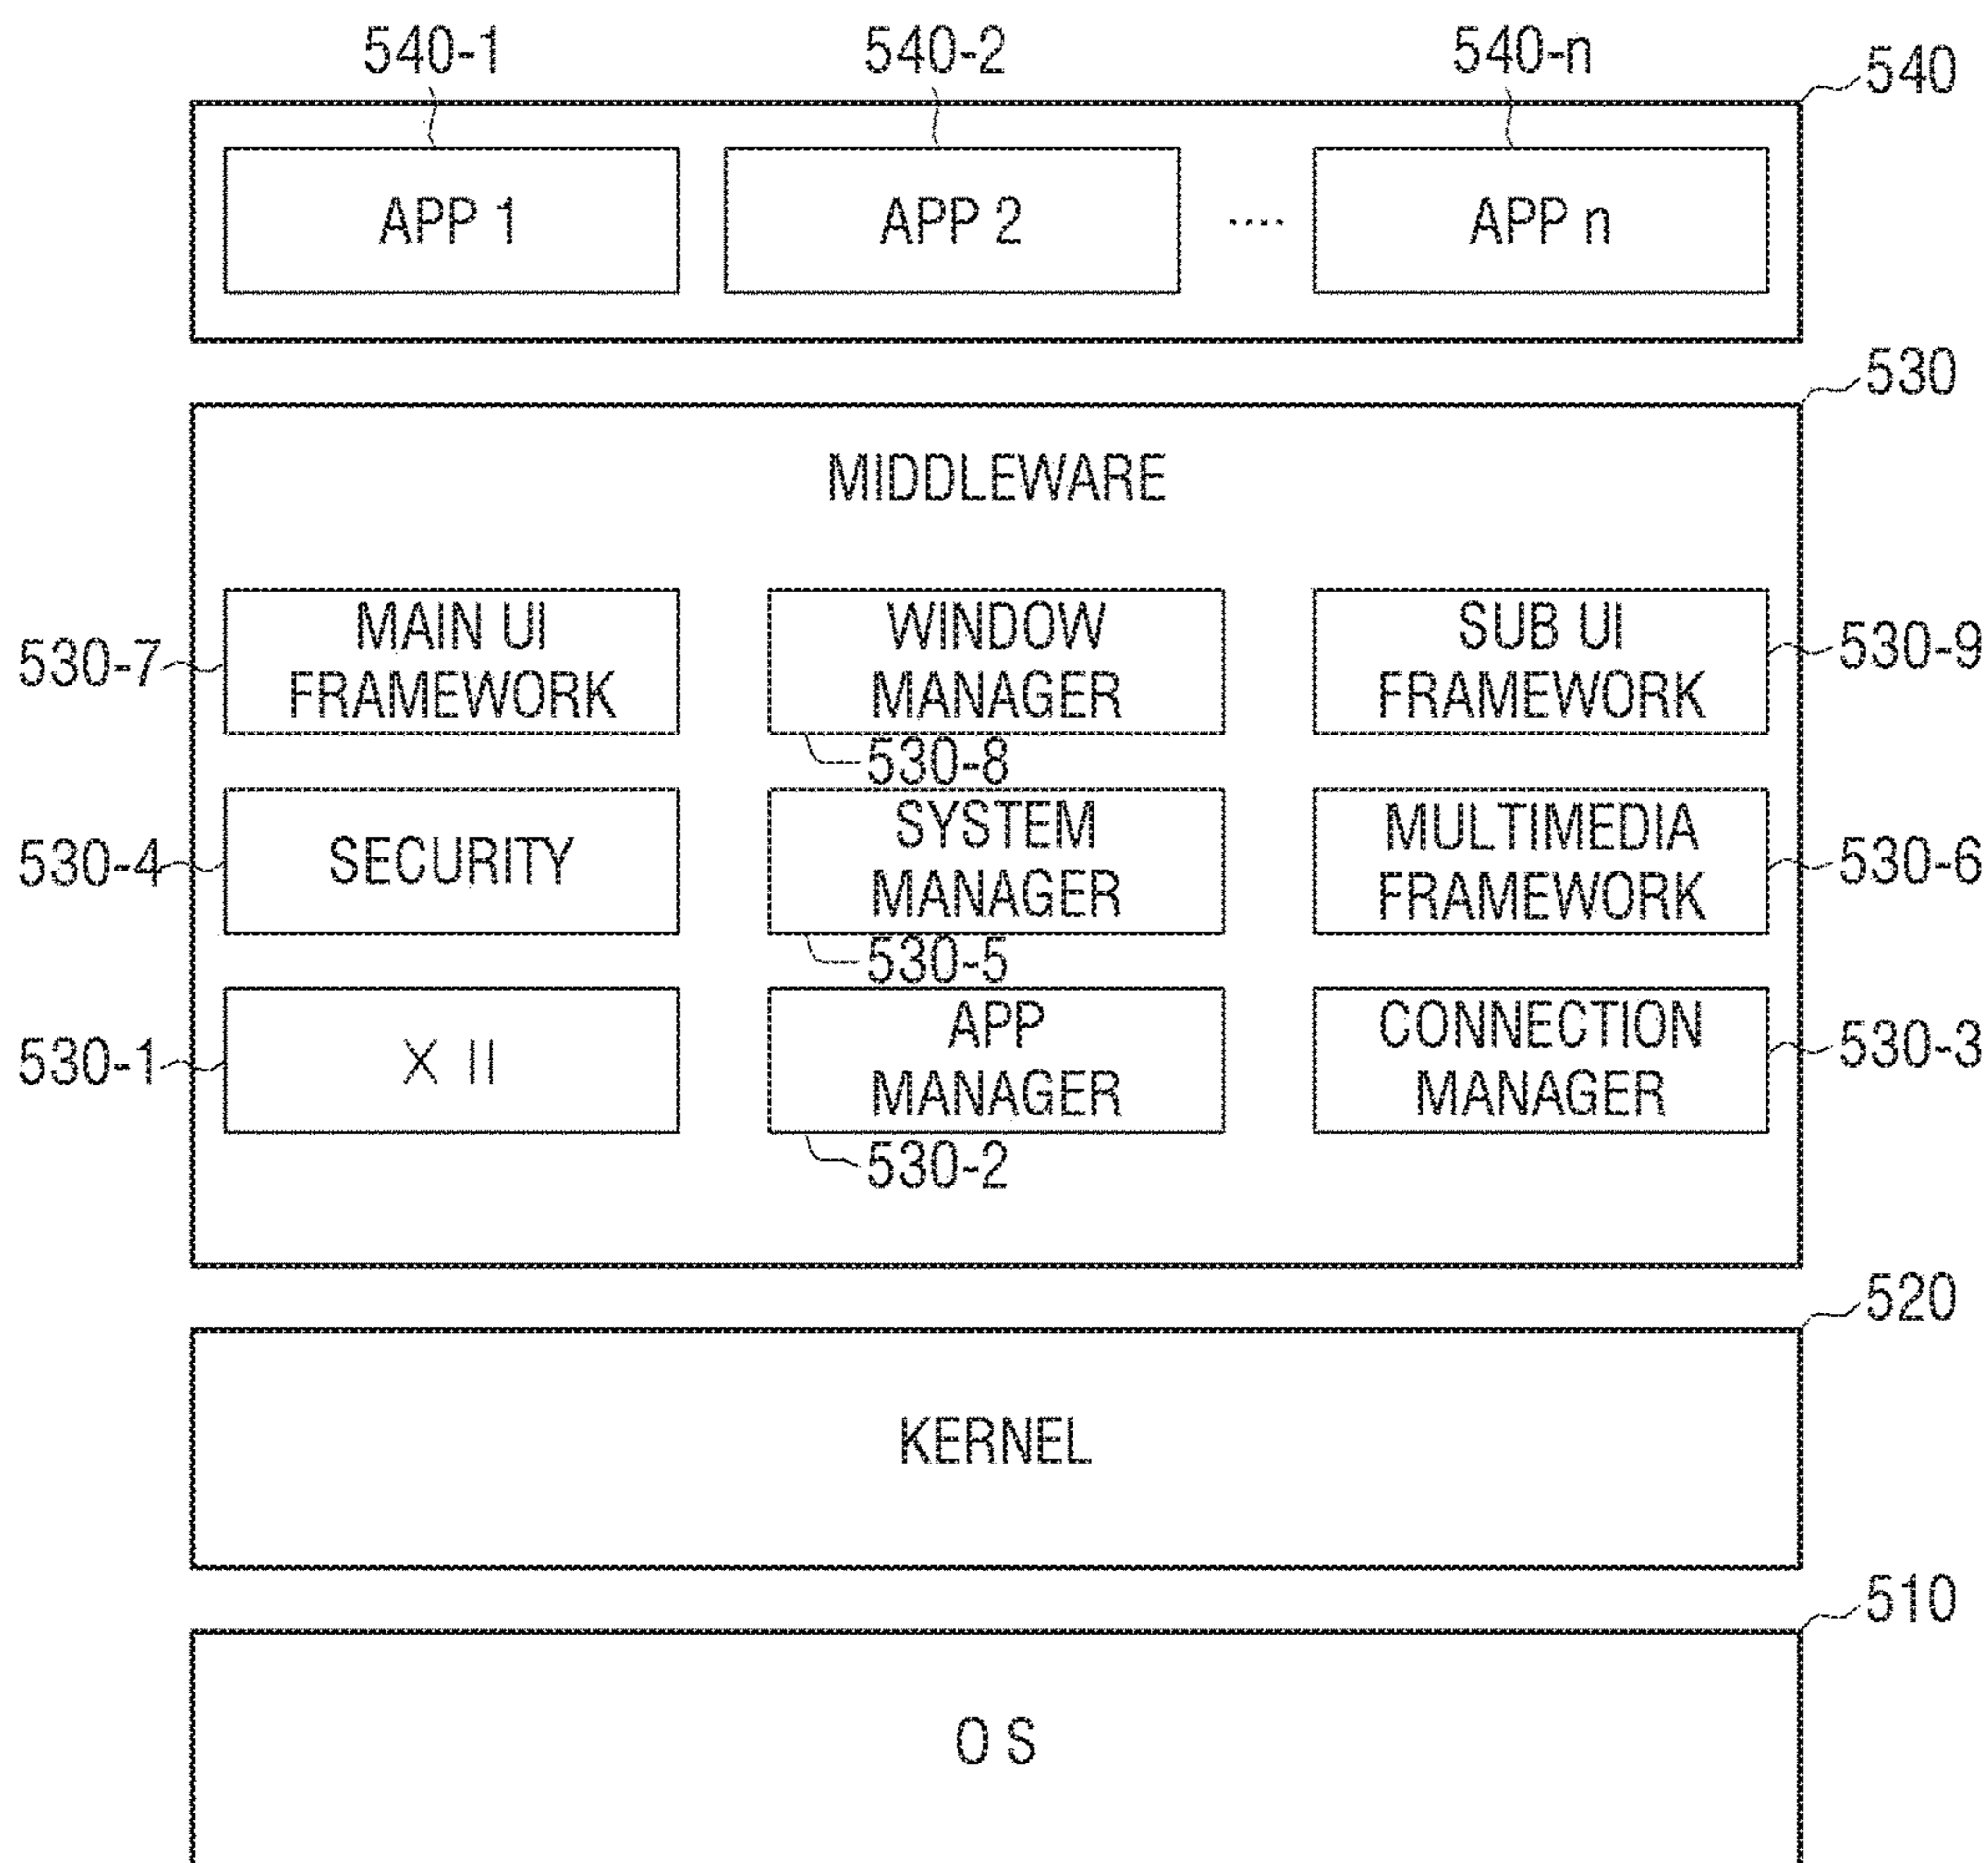 540-1 540-2 540-n
540
APP 1 APP 2 .... APP n
530
MIDDLEWARE
MAIN UI
FRAMEWORK
WINDOW
MANAGER
SUB UI
FRAMEWORK
530-7
530-9
530-8
SECURITY
SYSTEM
MANAGER
MULTIMEDIA
FRAMEWORK
530-4
530-6
530-5
X II
APP
MANAGER
CONNECTION
MANAGER
530-1
530-3
530-2
520
KERNEL
510
O S